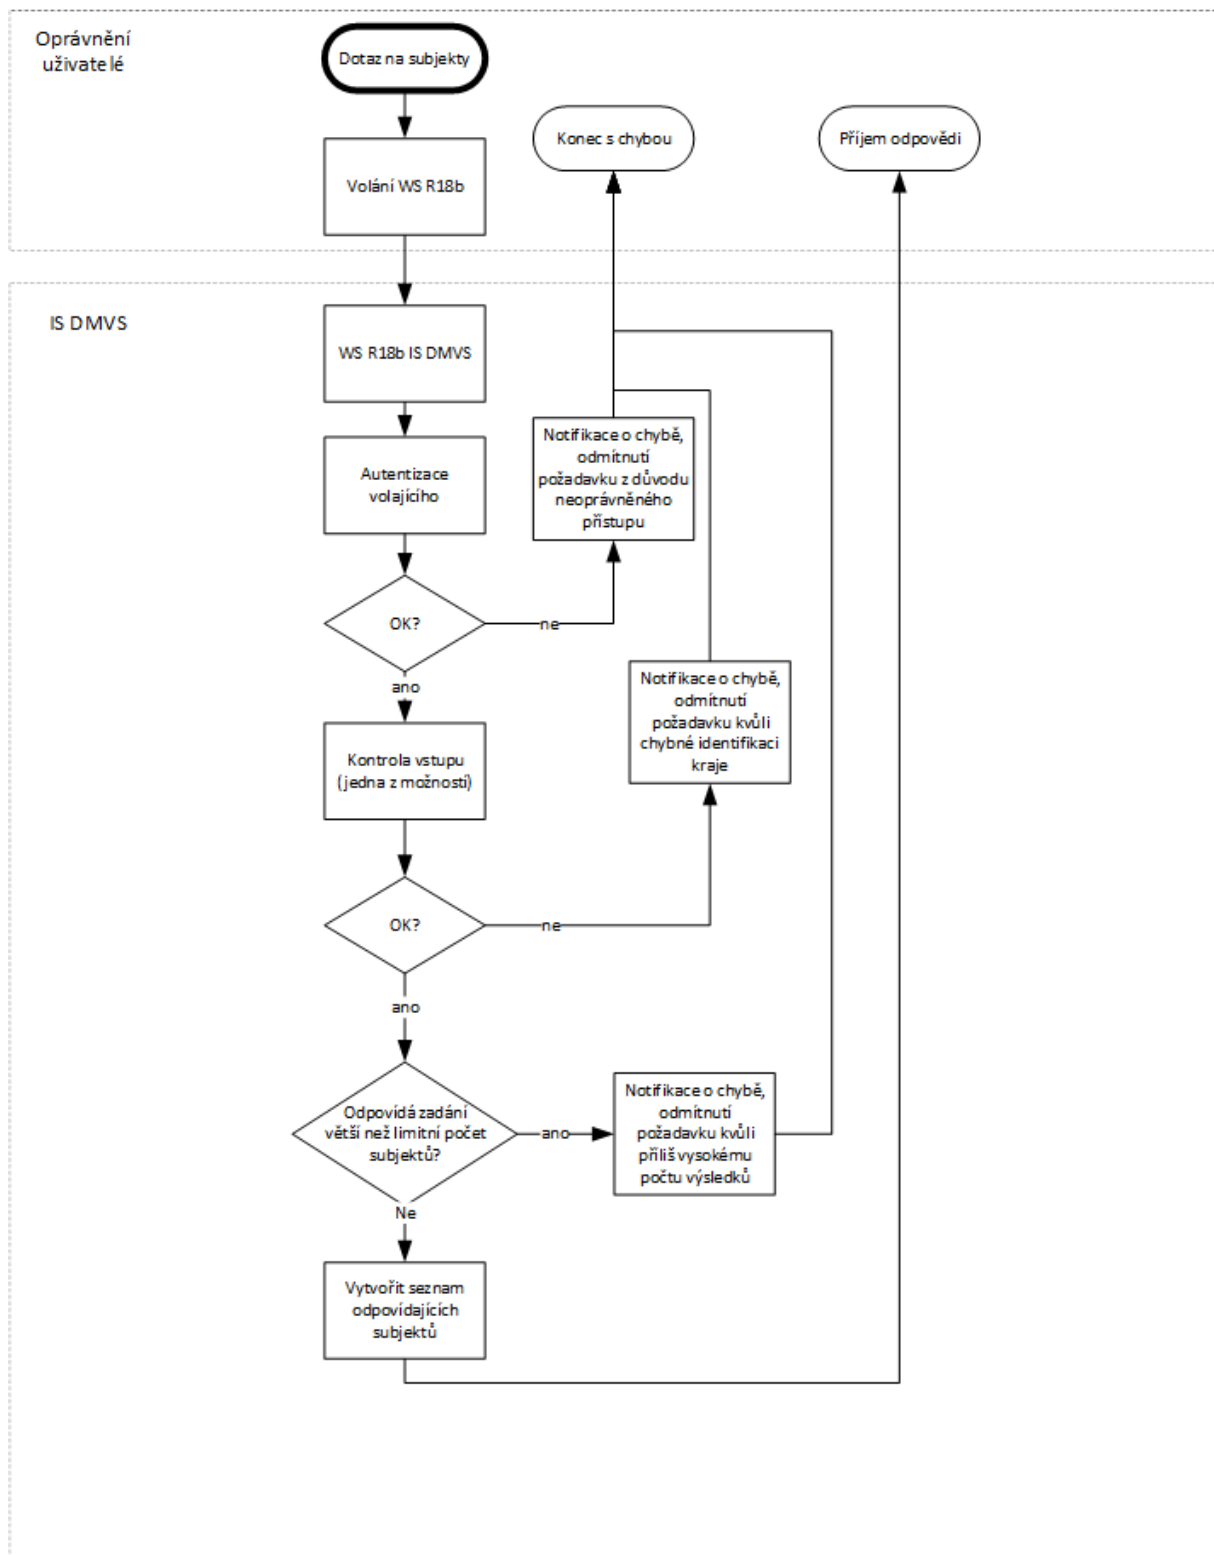 Oprávnění
uživatelé
Dotaz na subjekty
Konec s chybou
Příjem odpovědi
Volání WS R18b
IS DMVS
WS R18b IS DMVS
Autentizace
volajícího
Notifikace o chybě,
odmítnutí
požadavku z důvodu
neoprávněného
přístupu
OK?
ne
ano
Notifikace o chybě,
odmítnutí
požadavku kvůli
chybné identifikaci
kraje
Kontrola vstupu
(jedna z možností)
OK?
ne
ano
Odpovídá zadání
větší než limitní počet
subjektů?
ano
Notifikace o chybě,
odmítnutí
požadavku kvůli
příliš vysokému
počtu výsledků
Ne
Vytvořit seznam
odpovídajících
subjektů